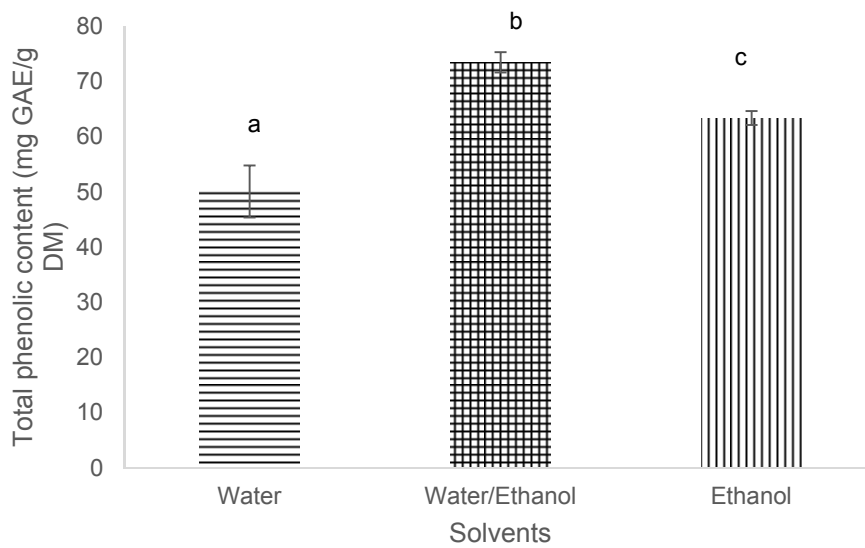 Total phenolic content (mg GAE/g
DM)
80
70
60
50
40
30
20
10
0
a
b
c
Water
Water/Ethanol
Ethanol
Solvents